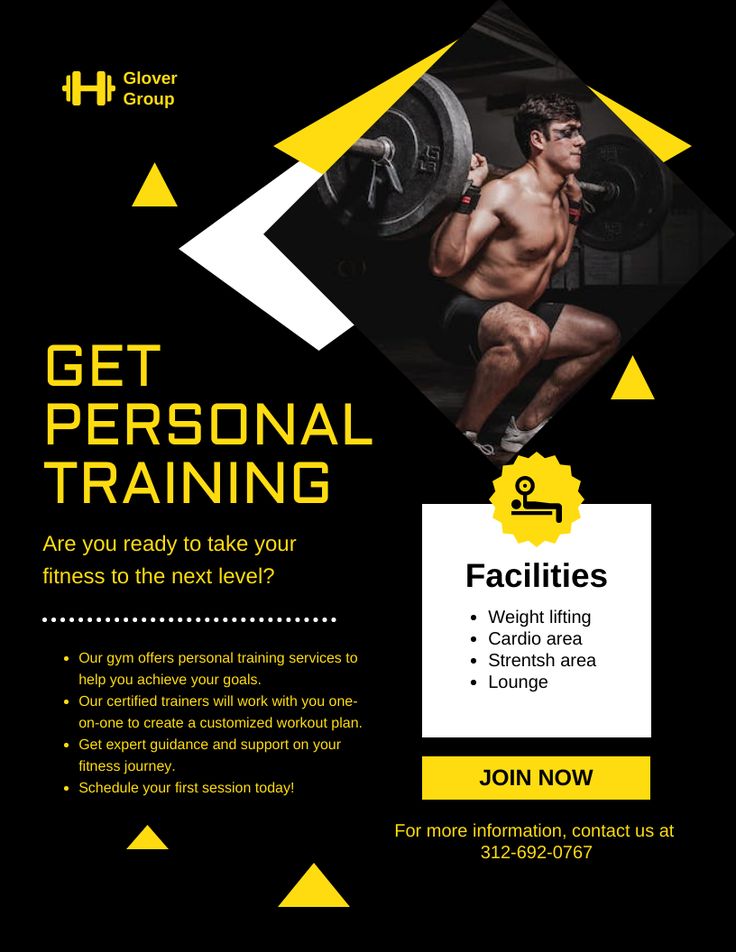 Glover
Group
GET
PERSONAL
TRAINING
Are you ready to take your
fitness to the next level?
• Our gym offers personal training services to
help you achieve your goals.
• Our certified trainers will work with you one-
on-one to create a customized workout plan.
• Get expert guidance and support on your
fitness journey.
• Schedule your first session today!
Facilities
• Weight lifting
• Cardio area
• Strentsh area
• Lounge
JOIN NOW
For more information, contact us at
312-692-0767